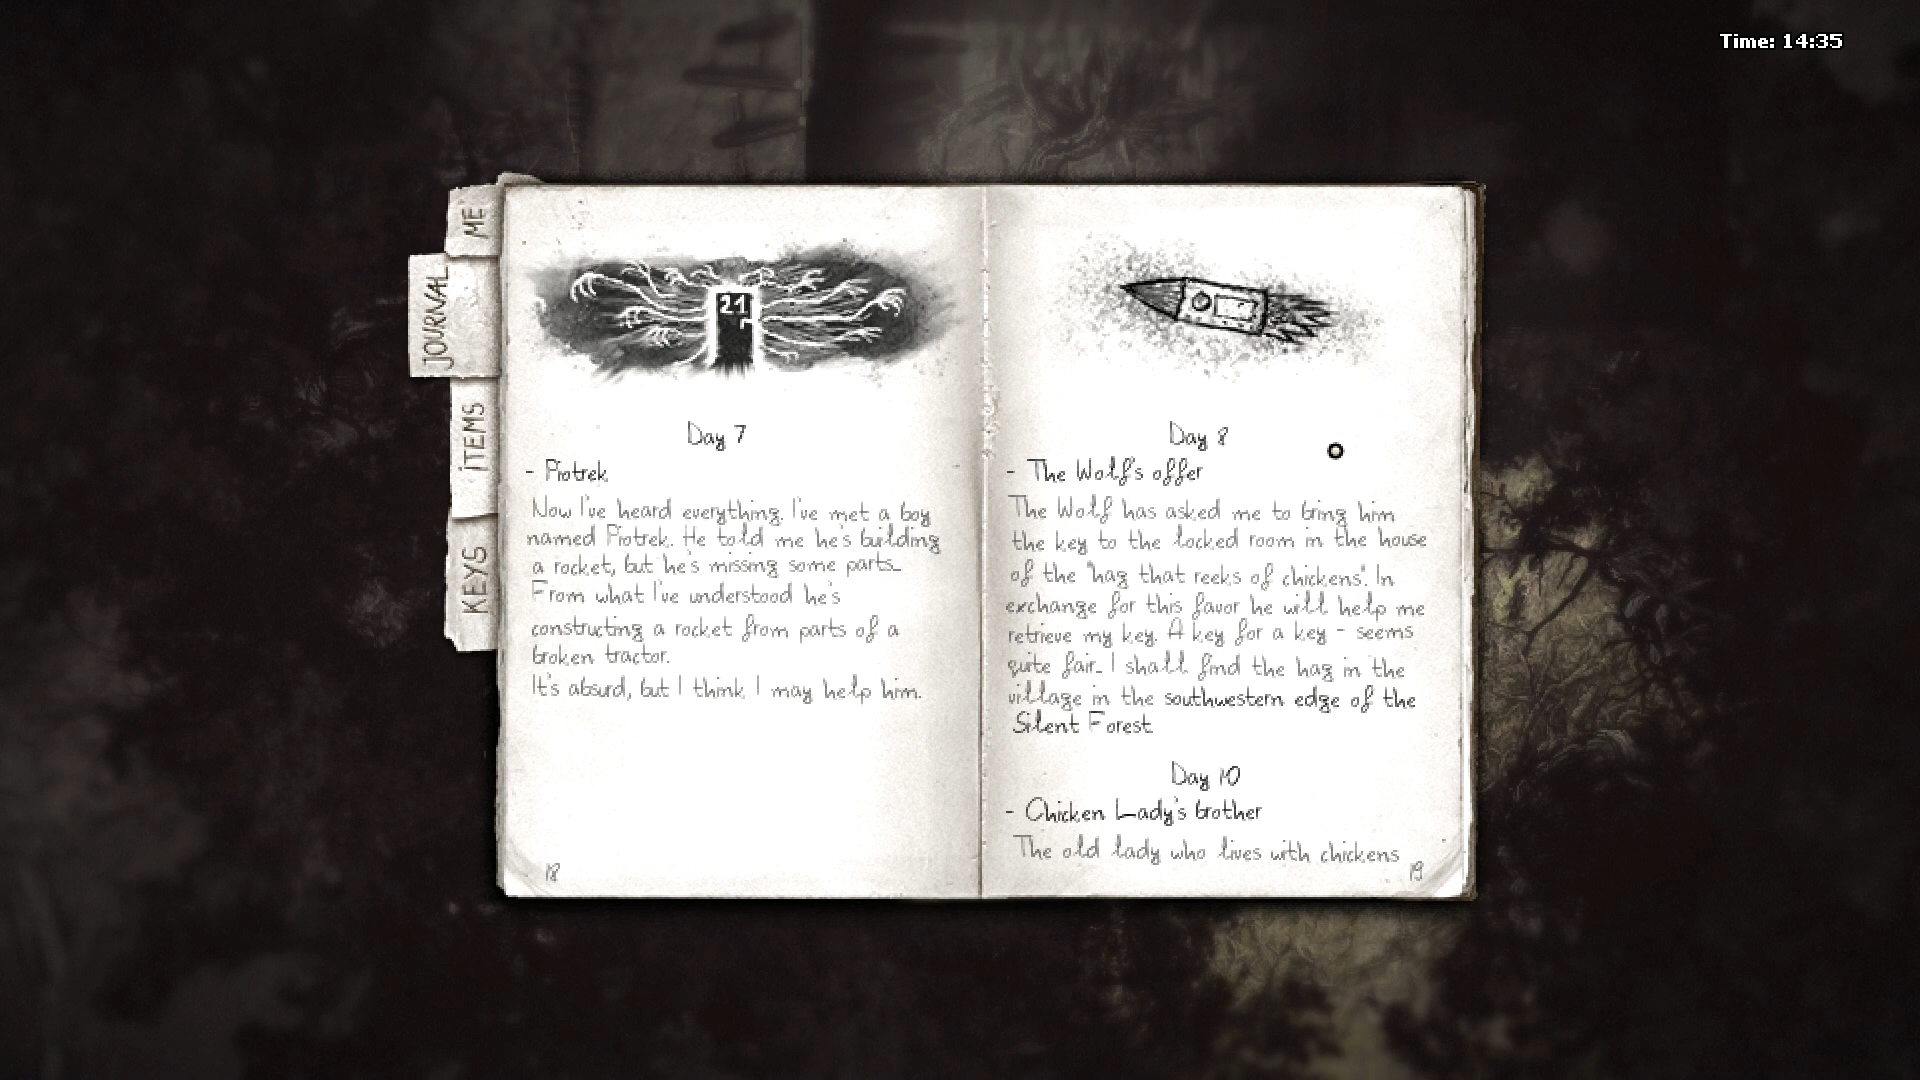 Time: 14:35
ME
JOURNAL
ITEMS
KEYS
21
Day 7
- Piotrek
Now I've heard everything. I've met a boy
named Piotrek. He told me he's building
a rocket, but he's missing some parts...
From what I've understood he's
constructing a rocket from parts of a
broken tractor.
It's absurd, but I think I may help him.
18
Day 8
- The Wolf's offer
The Wolf has asked me to bring him
the key to the locked room in the house
of the "hag that reeks of chickens". In
exchange for this favor he will help me
retrieve my key. A key for a key - seems
quite fair... I shall find the hag in the
village in the southwestern edge of the
Silent Forest
Day 10
- Chicken Lady's brother
The old lady who lives with chickens
19